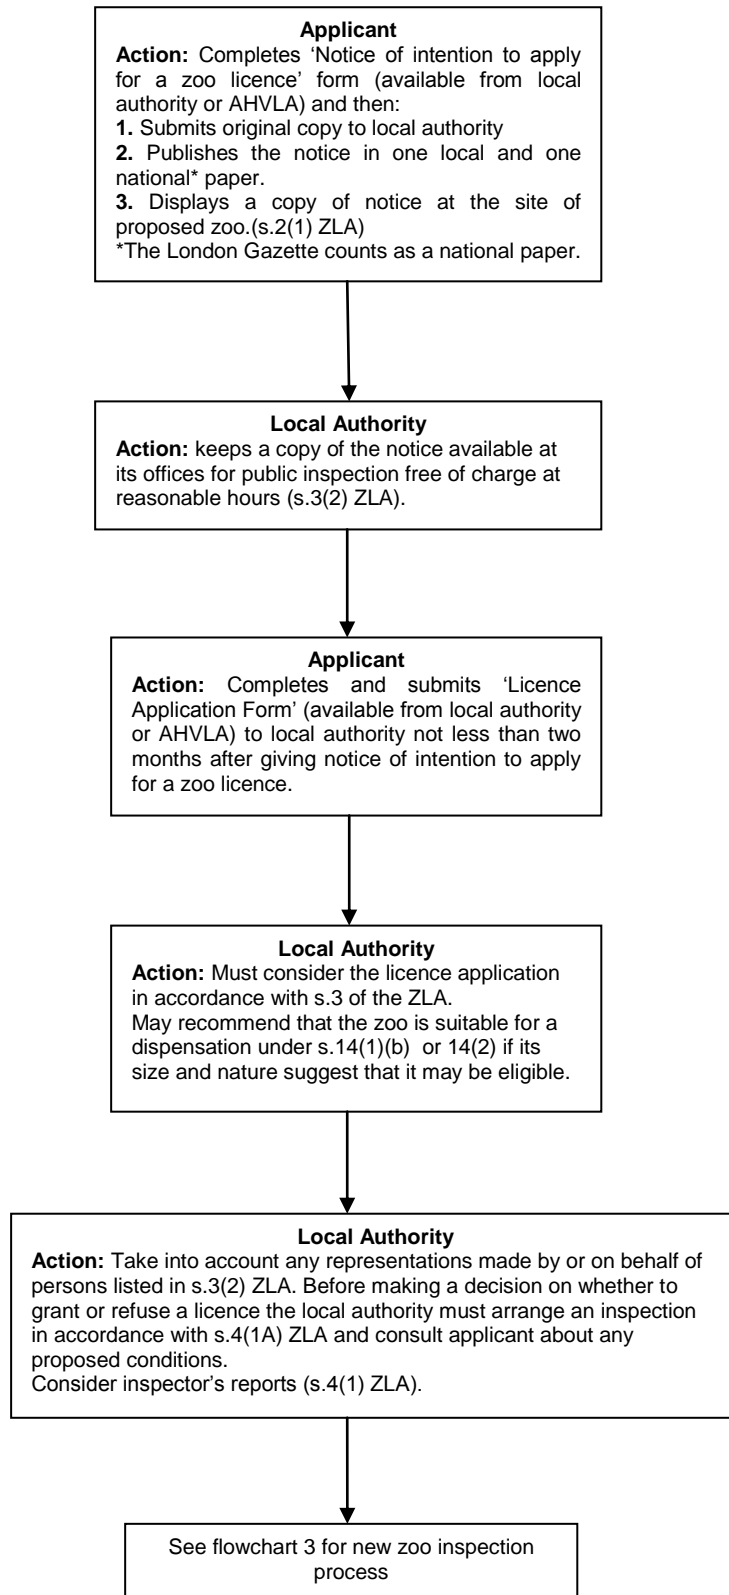 Applicant
Action: Completes ‘Notice of intention to apply
for a zoo licence’ form (available from local
authority or AHVLA) and then:
1. Submits original copy to local authority
2. Publishes the notice in one local and one
national* paper.
3. Displays a copy of notice at the site of
proposed zoo.(s.2(1) ZLA)
*The London Gazette counts as a national paper.
Local Authority
Action: keeps a copy of the notice available at
its offices for public inspection free of charge at
reasonable hours (s.3(2) ZLA).
Applicant
Action: Completes and submits ‘Licence
Application Form’ (available from local authority
or AHVLA) to local authority not less than two
months after giving notice of intention to apply
for a zoo licence.
Local Authority
Action: Must consider the licence application
in accordance with s.3 of the ZLA.
May recommend that the zoo is suitable for a
dispensation under s.14(1)(b) or 14(2) if its
size and nature suggest that it may be eligible.
Local Authority
Action: Take into account any representations made by or on behalf of
persons listed in s.3(2) ZLA. Before making a decision on whether to
grant or refuse a licence the local authority must arrange an inspection
in accordance with s.4(1A) ZLA and consult applicant about any
proposed conditions.
Consider inspector’s reports (s.4(1) ZLA).
See flowchart 3 for new zoo inspection
process